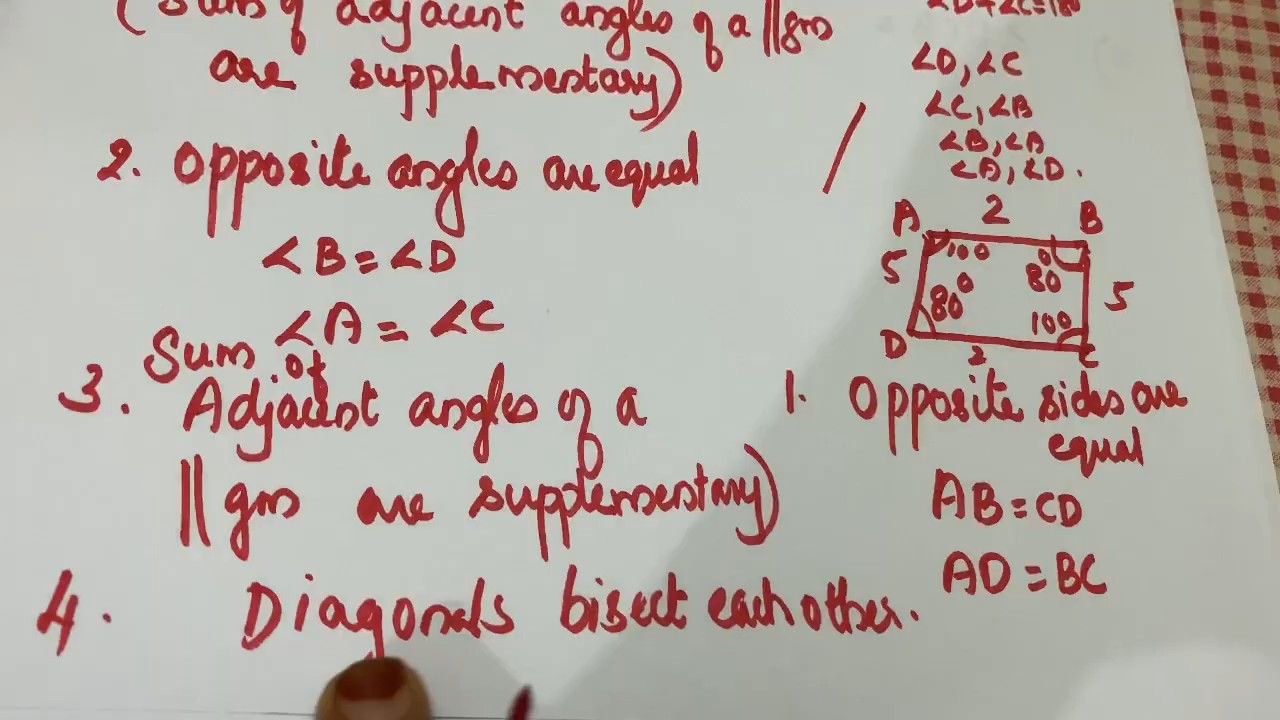 (Sum of adjacent angles of a ||gm
are supplementary)
2. Opposite angles are equal
∠B = ∠D
∠A = ∠C
3. Sum of
Adjacent angles of a
||gm are supplementary)
4. Diagonals bisect each other.
∠D + ∠C = 180
∠D, ∠C
∠C, ∠B
∠B, ∠A
∠A, ∠D.
A 2 B
5 100° 80° 5
80° 100
D 2 C
1. Opposite sides are
equal
AB = CD
AD = BC